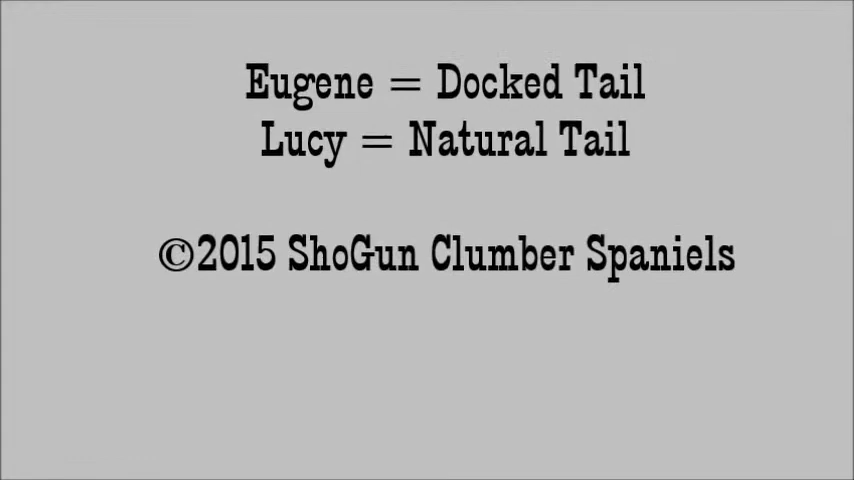 Eugene = Docked Tail
Lucy = Natural Tail
©2015 ShoGun Clumber Spaniels